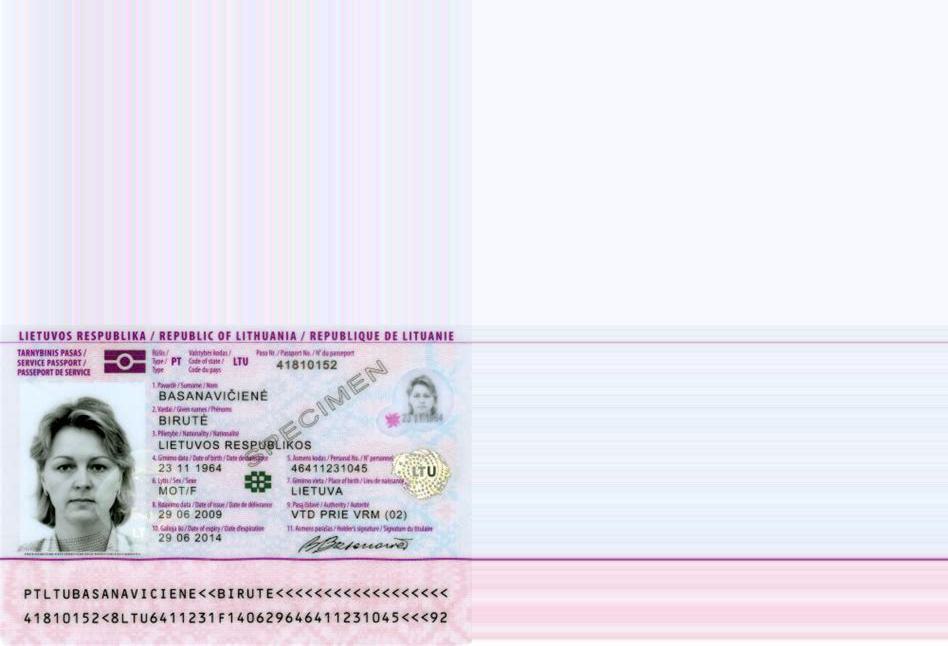 LIETUVOS RESPUBLIKA / REPUBLIC OF LITHUANIA / REPUBLIQUE DE LITUANIE
TARNYBINIS PASAS /
SERVICE PASSPORT /
PASSEPORT DE SERVICE
Rūšis /
Type / PT
Valstybės kodas /
Code of state / LTU
Code du pays
Paso Nr. / Passport No. / N° du passeport
41810152
1. Pavardė / Surname / Nom
BASANAVIČIENĖ
2. Vardai / Given names / Prénoms
BIRUTĖ
3. Pilietybė / Nationality / Nationalité
LIETUVOS RESPUBLIKOS
4. Gimimo data / Date of birth / Date de
5. Asmens kodas / Personal No. / N° personnel
23 11 1964
46411231045
6. Lytis / Sex / Sexe
7. Gimimo vieta / Place of birth / Lieu de naissance
MOT/F
LIETUVA
8. Išdavimo data / Date of issue / Date de délivrance
9. Pasą išdavė / Authority / Autorité
29 06 2009
VTD PRIE VRM (02)
10. Galioja iki / Date of expiry / Date d'expiration
11. Asmens parašas / Holder's signature / Signature du titulaire
29 06 2014
SPECIMEN
LTU
PTLTUBASANAVICIENE<<BIRUTE<<<<<<<<<<<<<<<<<<
41810152<8LTU6411231F14062964​6411231045<<<92